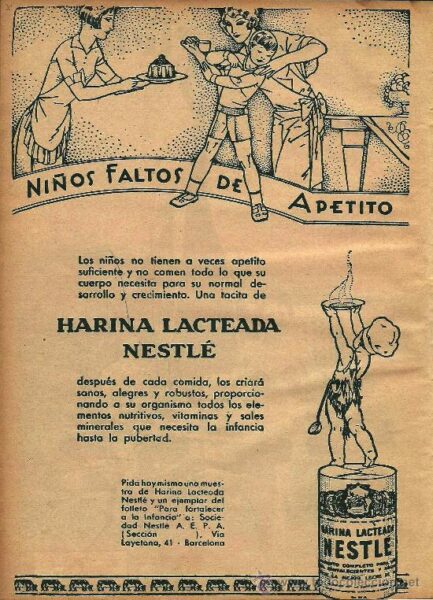 NIÑOS FALTOS DE APETITO
Los niños no tienen a veces apetito
suficiente y no comen todo lo que su
cuerpo necesita para su normal de-
sarrollo y crecimiento. Una tacita de
HARINA LACTEADA
NESTLÉ
después de cada comida, los criará
sanos, alegres y robustos, proporcio-
nando a su organismo todos los ele-
mentos nutritivos, vitaminas y sales
minerales que necesita la infancia
hasta la pubertad.
Pida hoy mismo una mues-
tra de Harina Lacteada
Nestlé y un ejemplar del
folleto "Para fortalecer
a la infancia" a: Socie-
dad Nestlé A. E. P. A.
(Sección ). Vía
Layetana, 41 - Barcelona
HARINA LACTEADA
NESTLÉ